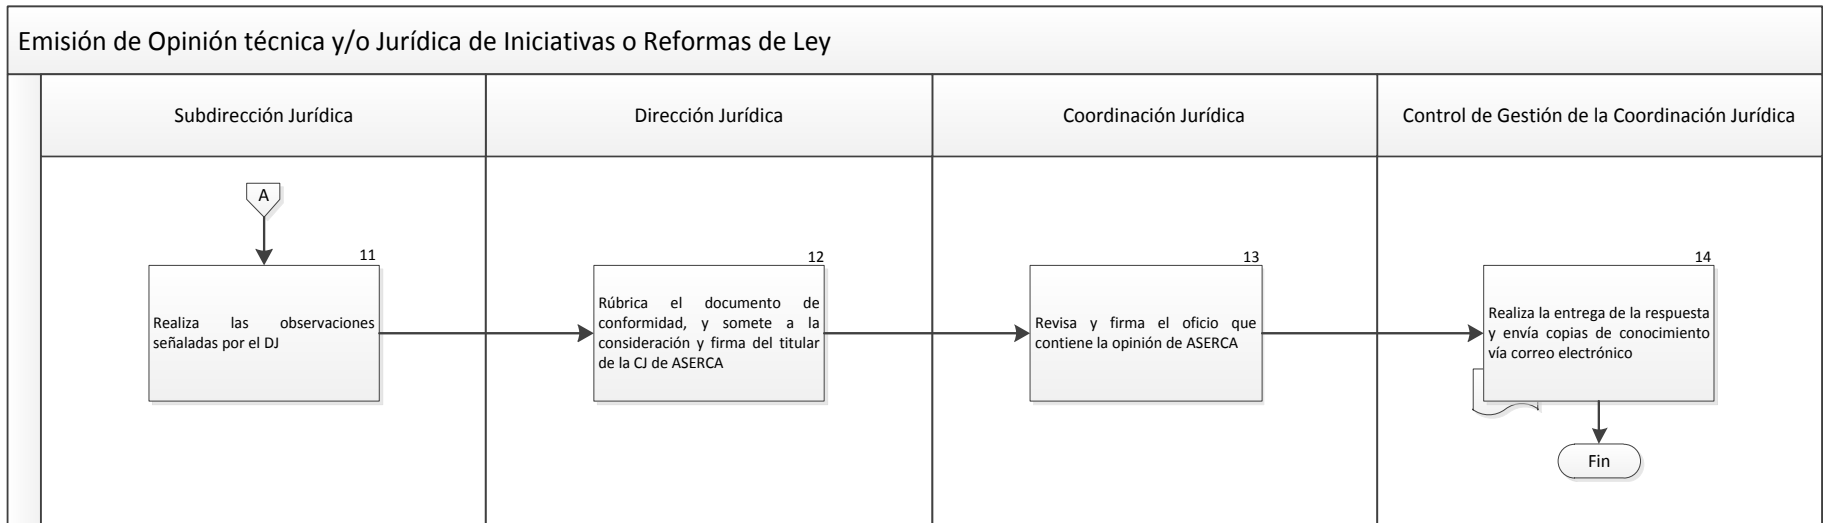 Emisión de Opinión técnica y/o Jurídica de Iniciativas o Reformas de Ley
Subdirección Jurídica
Dirección Jurídica
Coordinación Jurídica
Control de Gestión de la Coordinación Jurídica
A
11
Realiza las observaciones
señaladas por el DJ
12
Rúbrica el documento de
conformidad, y somete a la
consideración y firma del titular
de la CJ de ASERCA
13
Revisa y firma el oficio que
contiene la opinión de ASERCA
14
Realiza la entrega de la respuesta
y envía copias de conocimiento
vía correo electrónico
Fin